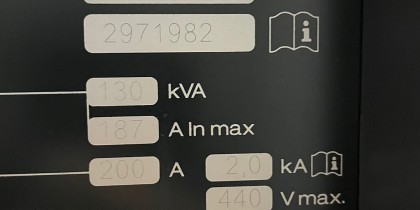 2971982
130 kVA
187 A In max
200 A 2,0 kA
440 V max.